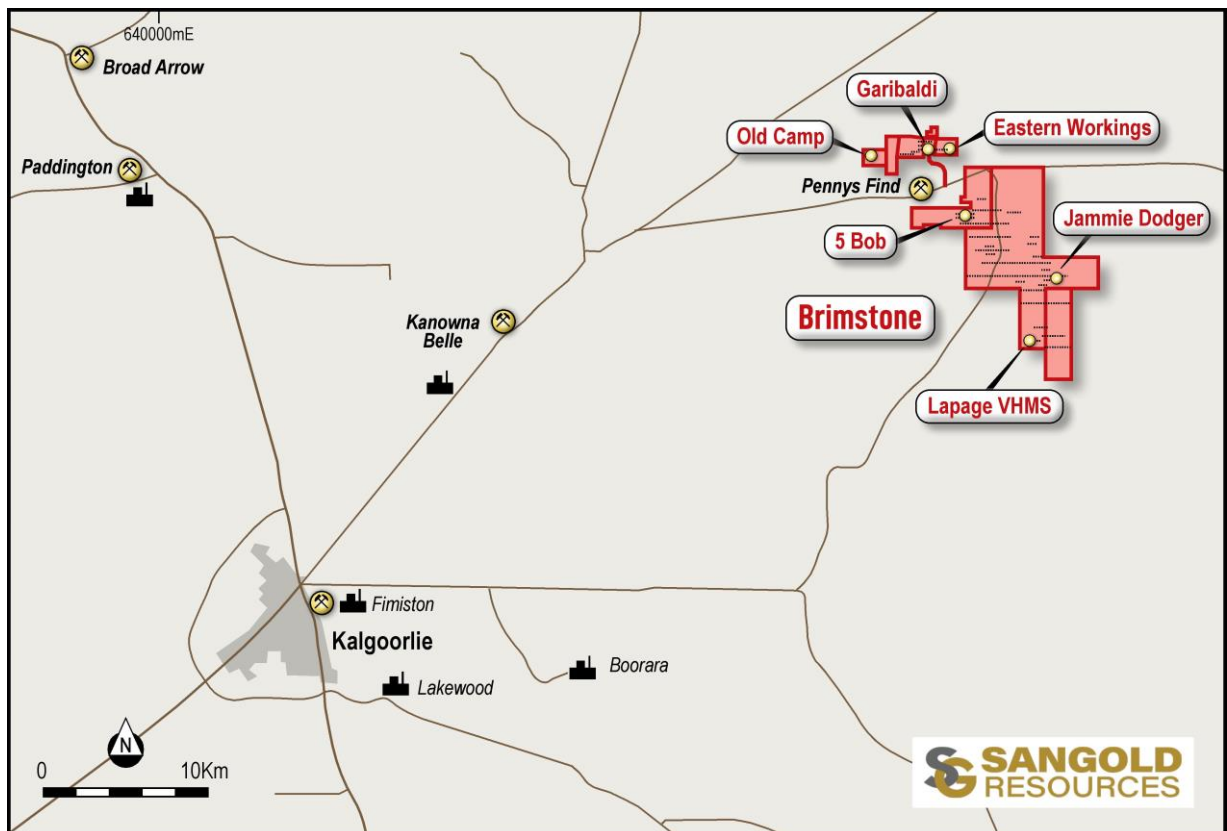 640000mE
Broad Arrow
Garibaldi
Old Camp
Eastern Workings
Paddington
Pennys Find
5 Bob
Jammie Dodger
Brimstone
Kanowna
Belle
Lapage VHMS
Fimiston
Kalgoorlie
Boorara
Lakewood
N
0 10Km
SG SANGOLD
RESOURCES